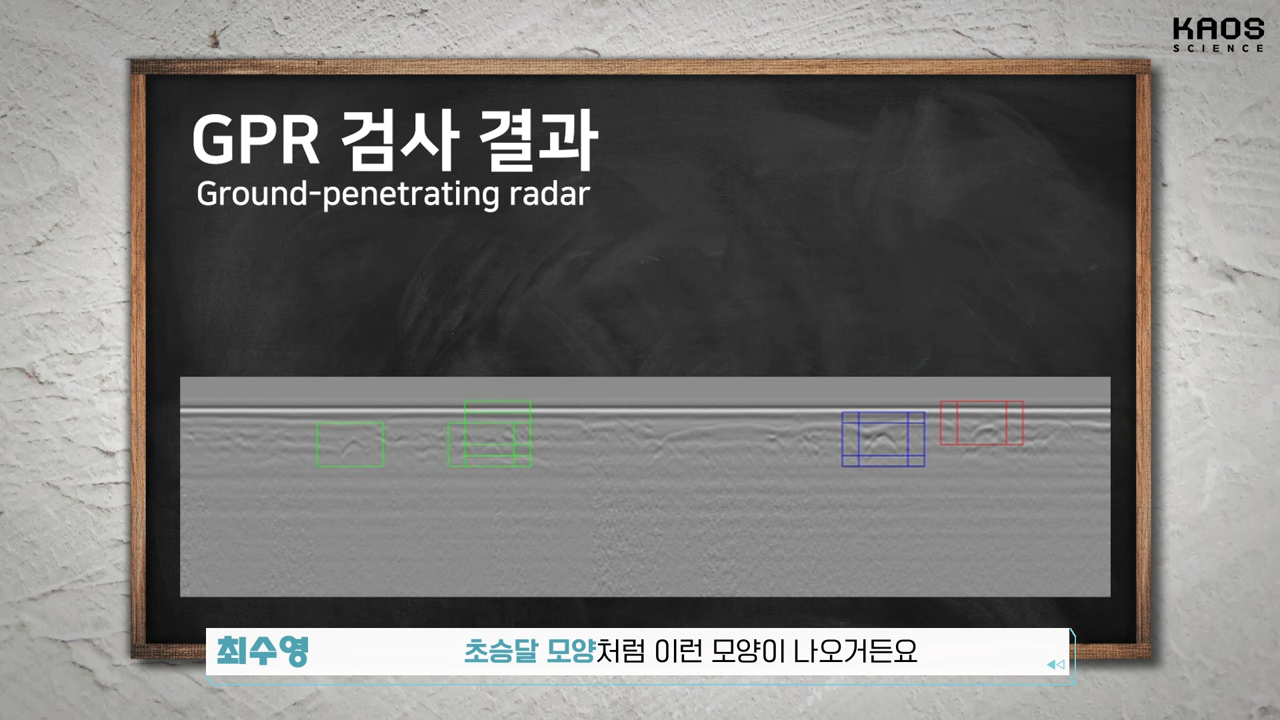 KAOS
SCIENCE
GPR 검사 결과
Ground-penetrating radar
최수영
초승달 모양처럼 이런 모양이 나오거든요